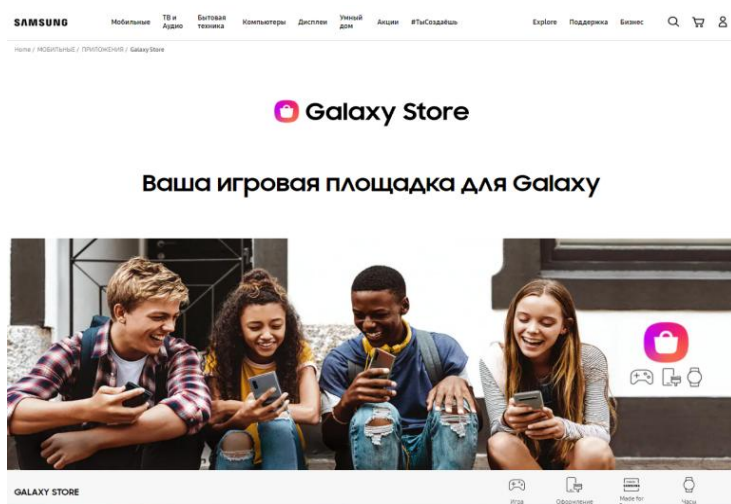 SAMSUNG
Мобильные
ТВ и
Аудио
Бытовая
техника
Компьютеры
Дисплеи
Умный
дом
Акции
#ТыСоздаёшь
Explore
Поддержка
Бизнес
Home / МОБИЛЬНЫЕ / ПРИЛОЖЕНИЯ / Galaxy Store
Galaxy Store
Ваша игровая площадка для Galaxy
GALAXY STORE
Игра
Оформление
Made for
Часы